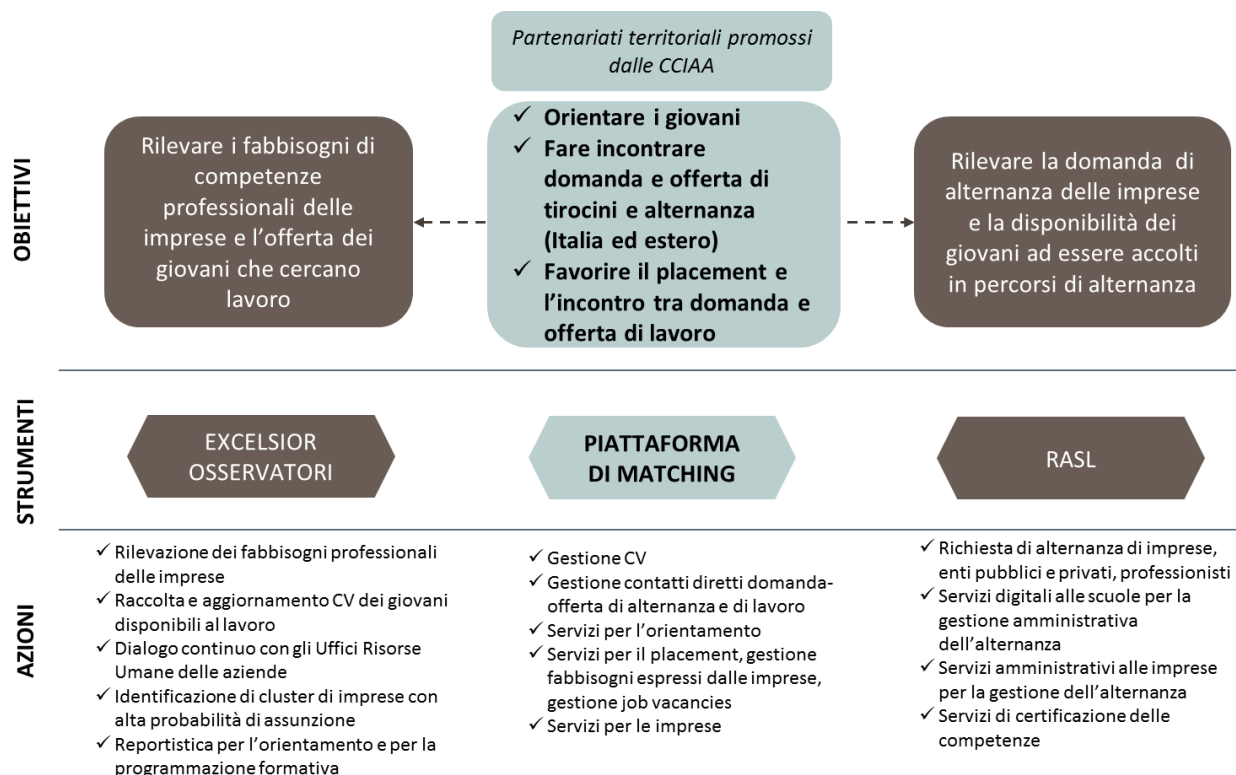 Partenariati territoriali promossi
dalle CCIAA
OBIETTIVI
Rilevare i fabbisogni di
competenze
professionali delle
imprese e l'offerta dei
giovani che cercano
lavoro
✓ Orientare i giovani
✓ Fare incontrare
domanda e offerta di
tirocini e alternanza
(Italia ed estero)
✓ Favorire il placement e
l'incontro tra domanda e
offerta di lavoro
Rilevare la domanda di
alternanza delle imprese
e la disponibilità dei
giovani ad essere accolti
in percorsi di alternanza
STRUMENTI
EXCELSIOR
OSSERVATORI
PIATTAFORMA
DI MATCHING
RASL
AZIONI
✓ Rilevazione dei fabbisogni professionali
delle imprese
✓ Raccolta e aggiornamento CV dei giovani
disponibili al lavoro
✓ Dialogo continuo con gli Uffici Risorse
Umane delle aziende
✓ Identificazione di cluster di imprese con
alta probabilità di assunzione
✓ Reportistica per l'orientamento e per la
programmazione formativa
✓ Gestione CV
✓ Gestione contatti diretti domanda-
offerta di alternanza e di lavoro
✓ Servizi per l'orientamento
✓ Servizi per il placement, gestione
fabbisogni espressi dalle imprese,
gestione job vacancies
✓ Servizi per le imprese
✓ Richiesta di alternanza di imprese,
enti pubblici e privati, professionisti
✓ Servizi digitali alle scuole per la
gestione amministrativa
dell'alternanza
✓ Servizi amministrativi alle imprese
per la gestione dell'alternanza
✓ Servizi di certificazione delle
competenze